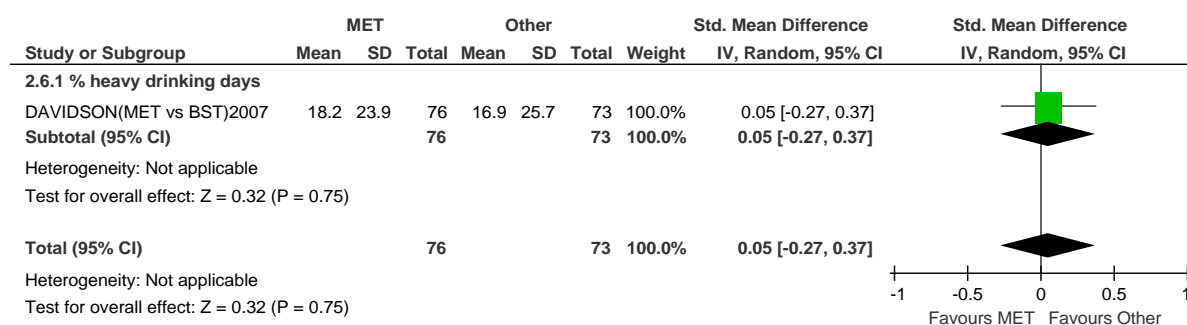 MET Other Std. Mean Difference Std. Mean Difference
Study or Subgroup Mean SD Total Mean SD Total Weight IV, Random, 95% CI IV, Random, 95% CI
2.6.1 % heavy drinking days
DAVIDSON(MET vs BST)2007 18.2 23.9 76 16.9 25.7 73 100.0% 0.05 [-0.27, 0.37]
Subtotal (95% CI) 76 73 100.0% 0.05 [-0.27, 0.37]
Heterogeneity: Not applicable
Test for overall effect: Z = 0.32 (P = 0.75)
Total (95% CI) 76 73 100.0% 0.05 [-0.27, 0.37]
Heterogeneity: Not applicable
Test for overall effect: Z = 0.32 (P = 0.75)
-1 -0.5 0 0.5 1
Favours MET Favours Other